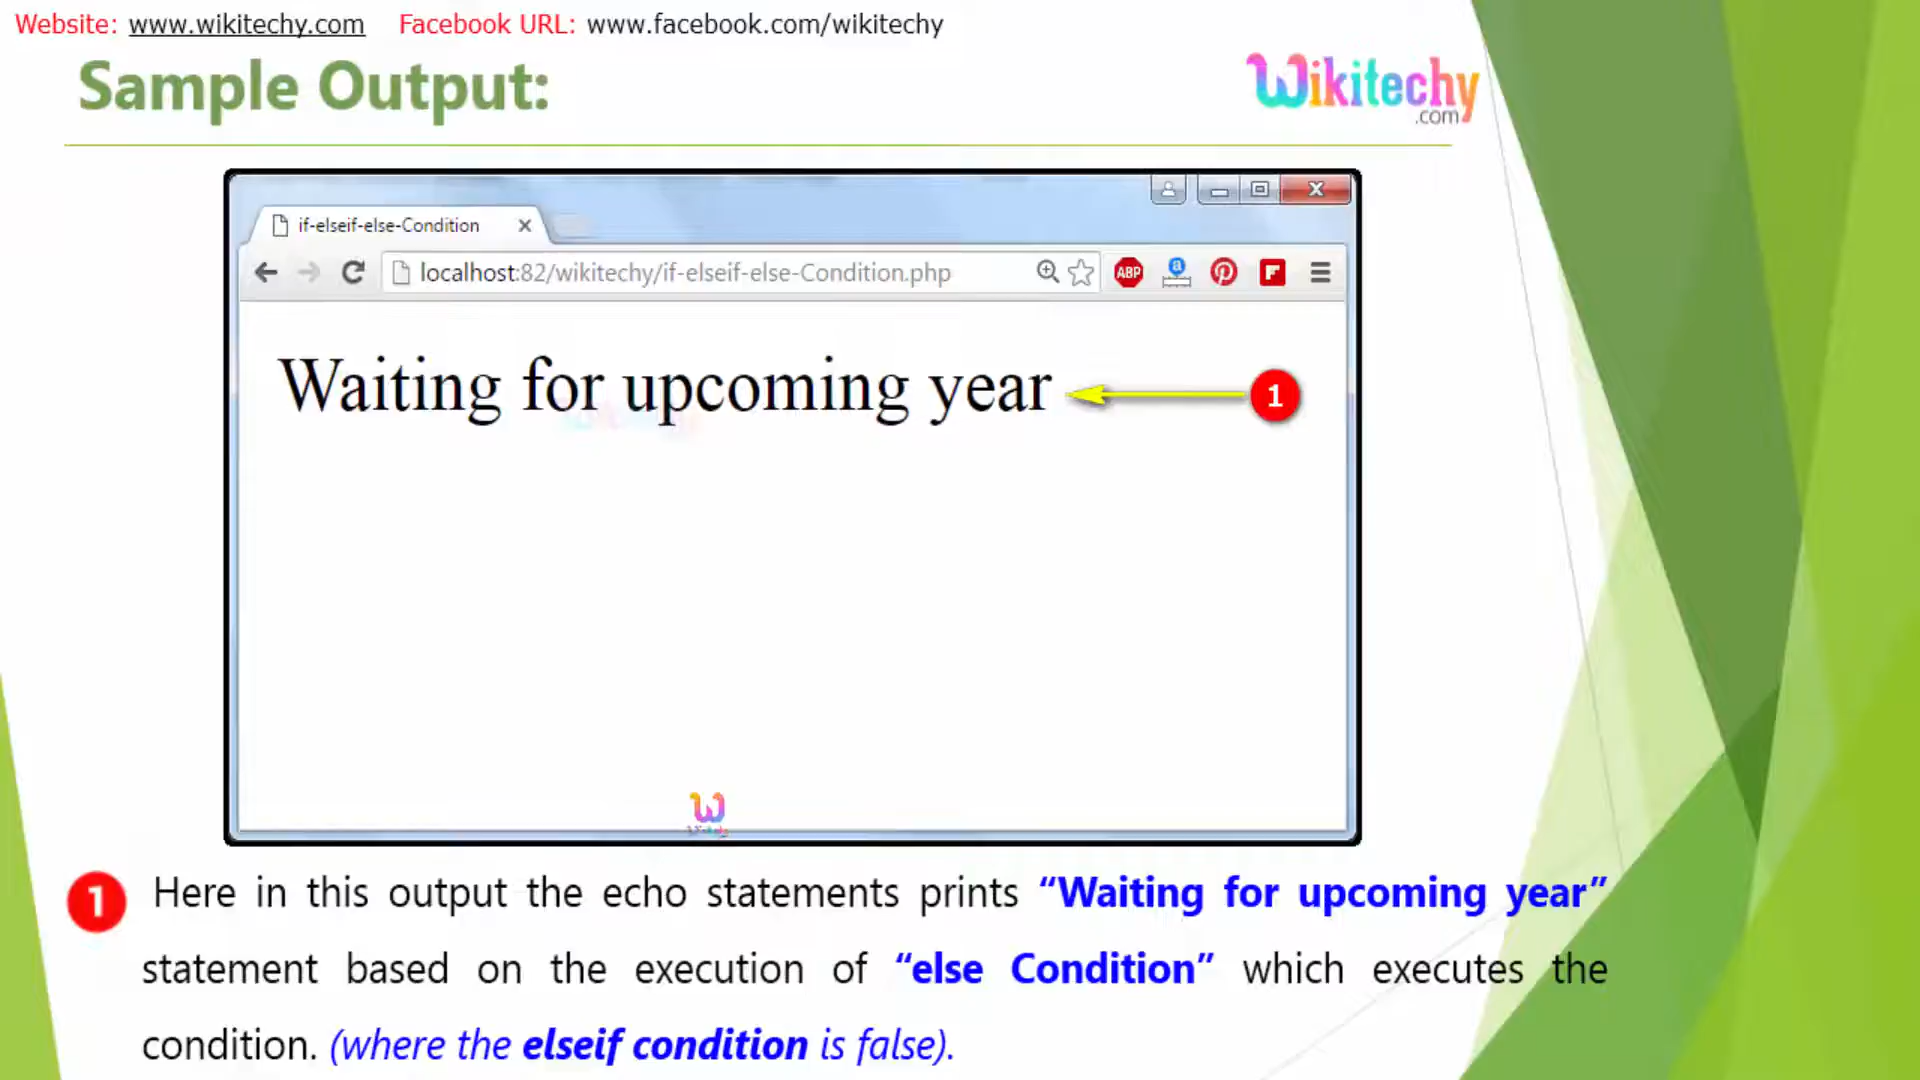 Website: www.wikitechy.com Facebook URL: www.facebook.com/wikitechy
Sample Output:
Wikitechy
.com
if-elseif-else-Condition
localhost:82/wikitechy/if-elseif-else-Condition.php
ABP
a
Waiting for upcoming year
1
W
1 Here in this output the echo statements prints “Waiting for upcoming year”
statement based on the execution of “else Condition” which executes the
condition. (where the elseif condition is false).